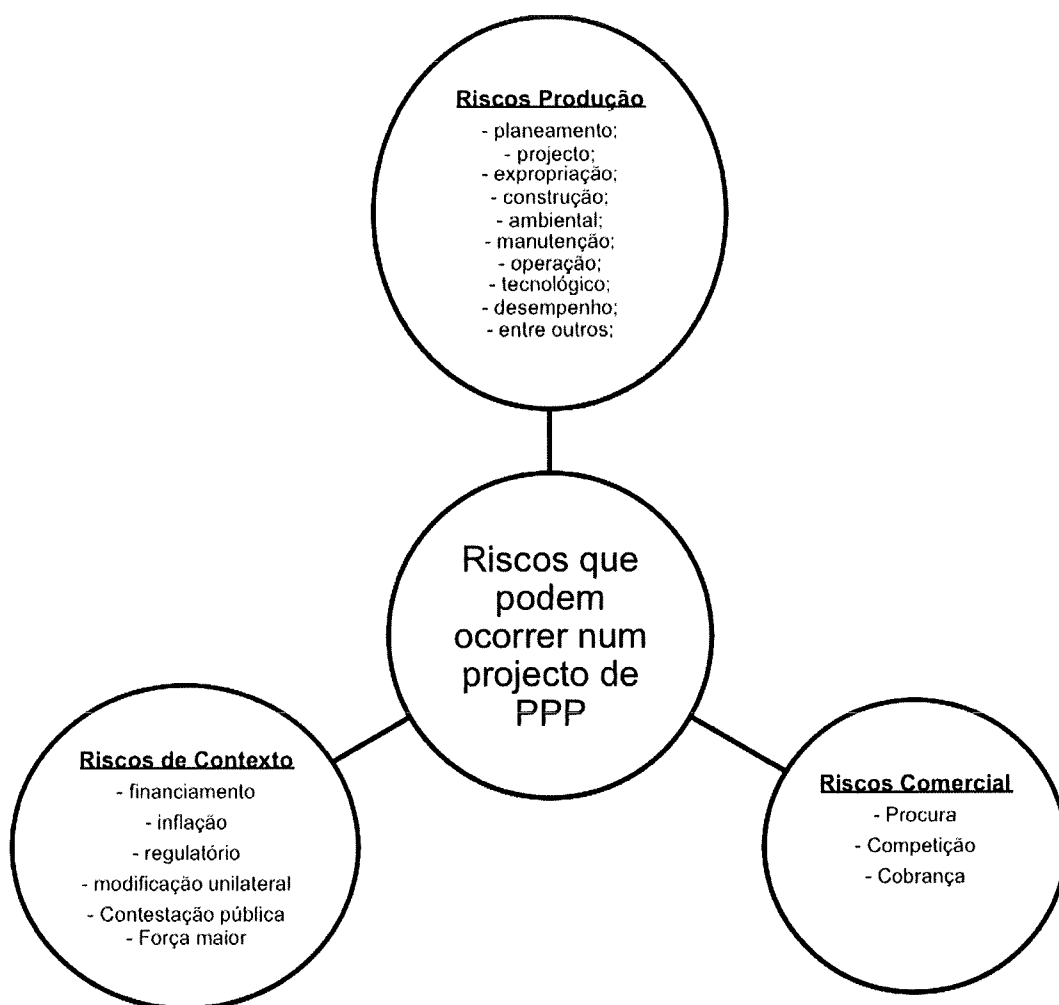 Riscos Produção
- planeamento;
- projecto;
- expropriação;
- construção;
- ambiental;
- manutenção;
- operação;
- tecnológico;
- desempenho;
- entre outros;
Riscos que
podem
ocorrer num
projecto de
PPP
Riscos de Contexto
- financiamento
- inflação
- regulatório
- modificação unilateral
- Contestação pública
- Força maior
Riscos Comercial
- Procura
- Competição
- Cobrança